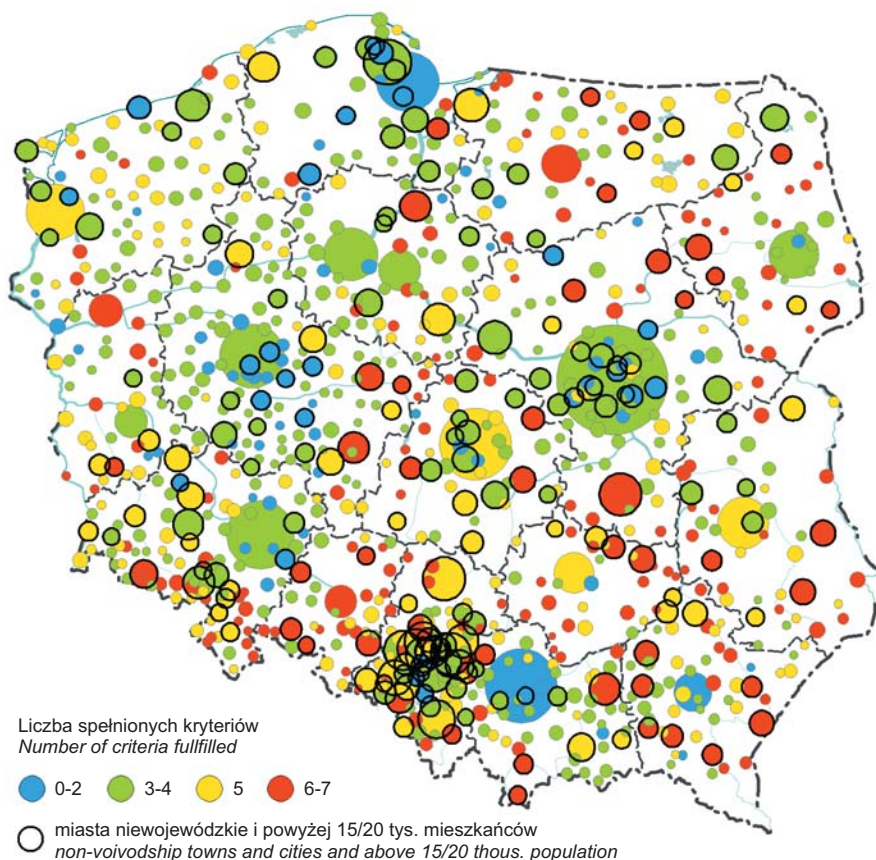 Liczba spełnionych kryteriów
Number of criteria fullfilled
0-2 3-4 5 6-7
miasta niewojewódzkie i powyżej 15/20 tys. mieszkańców
non-voivodship towns and cities and above 15/20 thous. population